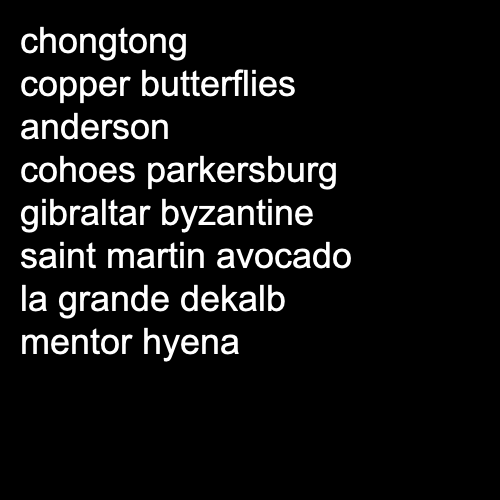 chongtong
copper butterflies
anderson
cohoes parkersburg
gibraltar byzantine
saint martin avocado
la grande dekalb
mentor hyena